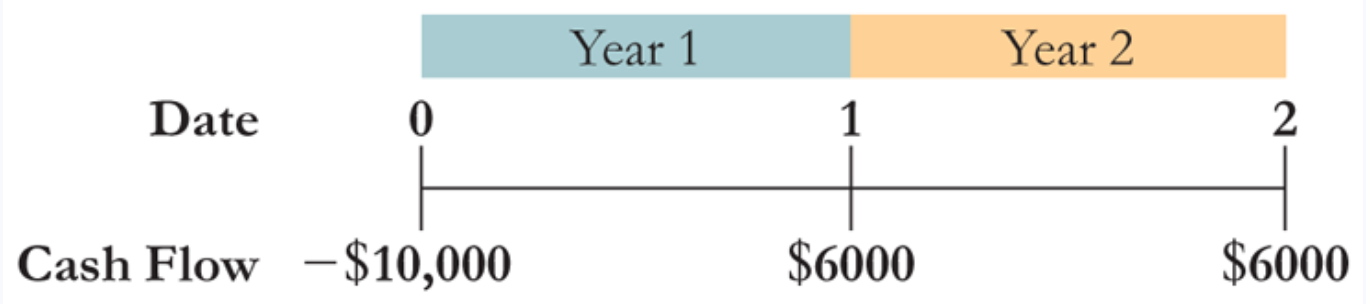 Year 1 Year 2
Date 0 1 2
Cash Flow −$10,000 $6000 $6000